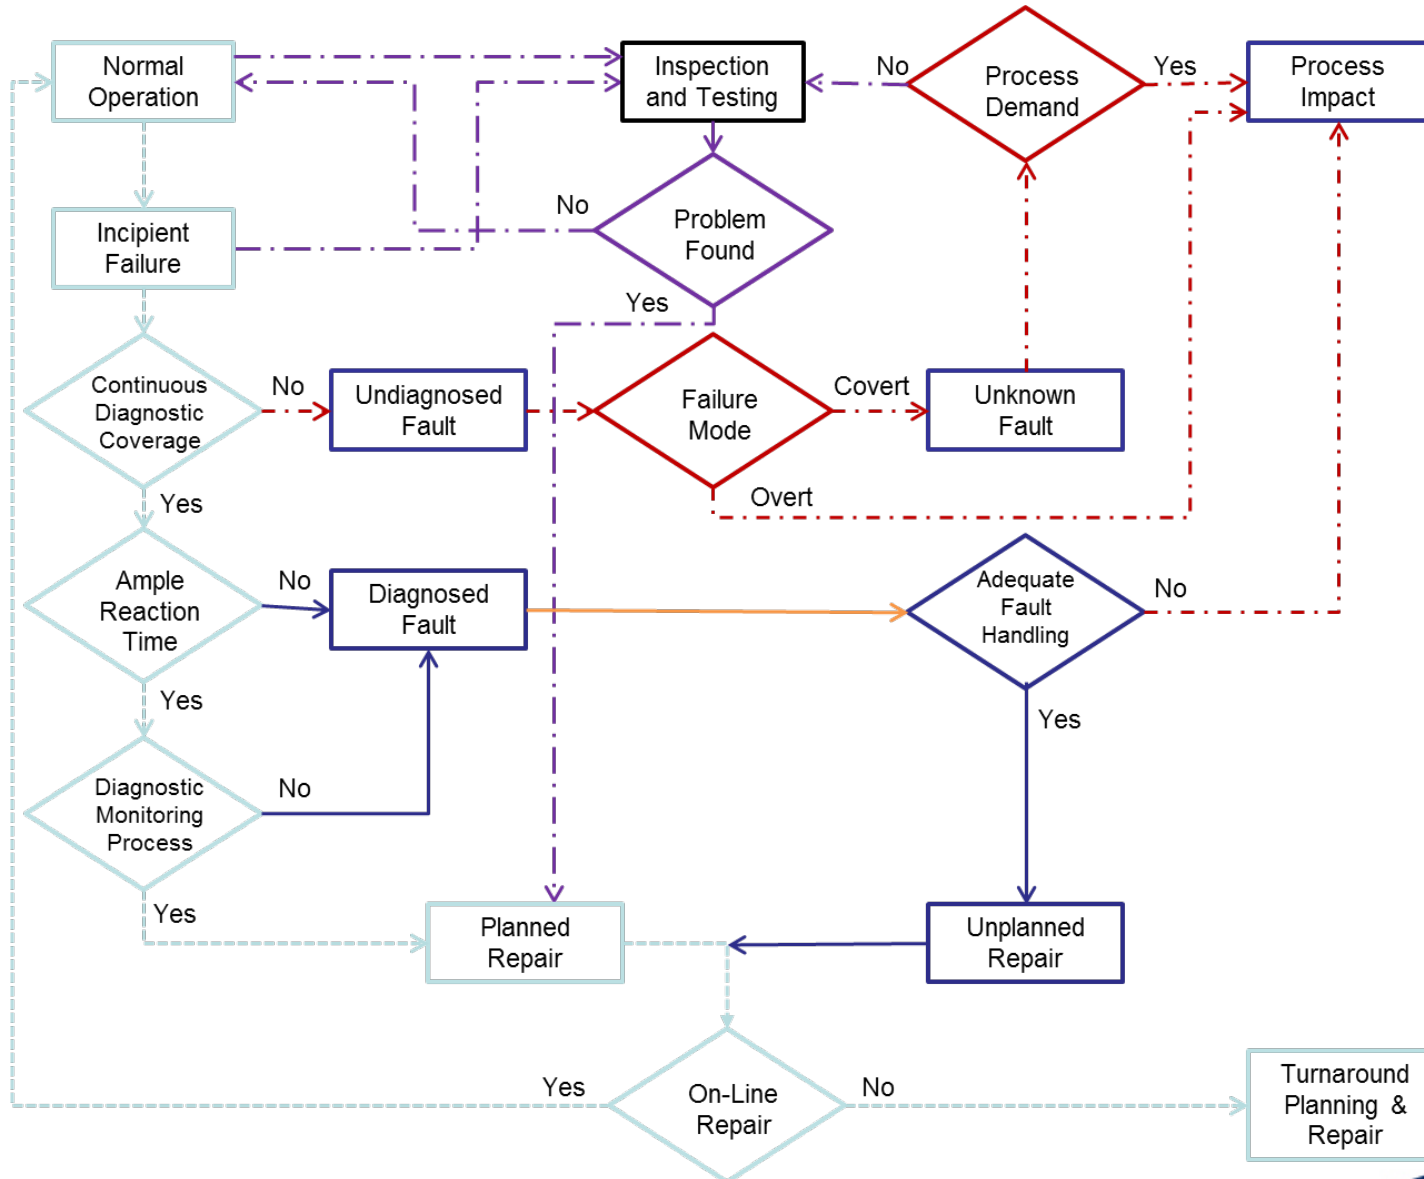 Normal
Operation
Inspection
and Testing
No
Process
Demand
Yes
Process
Impact
Incipient
Failure
No
Problem
Found
Yes
Continuous
Diagnostic
Coverage
No
Undiagnosed
Fault
Failure
Mode
Covert
Unknown
Fault
Yes
Overt
Ample
Reaction
Time
No
Diagnosed
Fault
Adequate
Fault
Handling
No
Yes
Yes
Diagnostic
Monitoring
Process
No
Yes
Planned
Repair
Unplanned
Repair
Yes
On-Line
Repair
No
Turnaround
Planning &
Repair